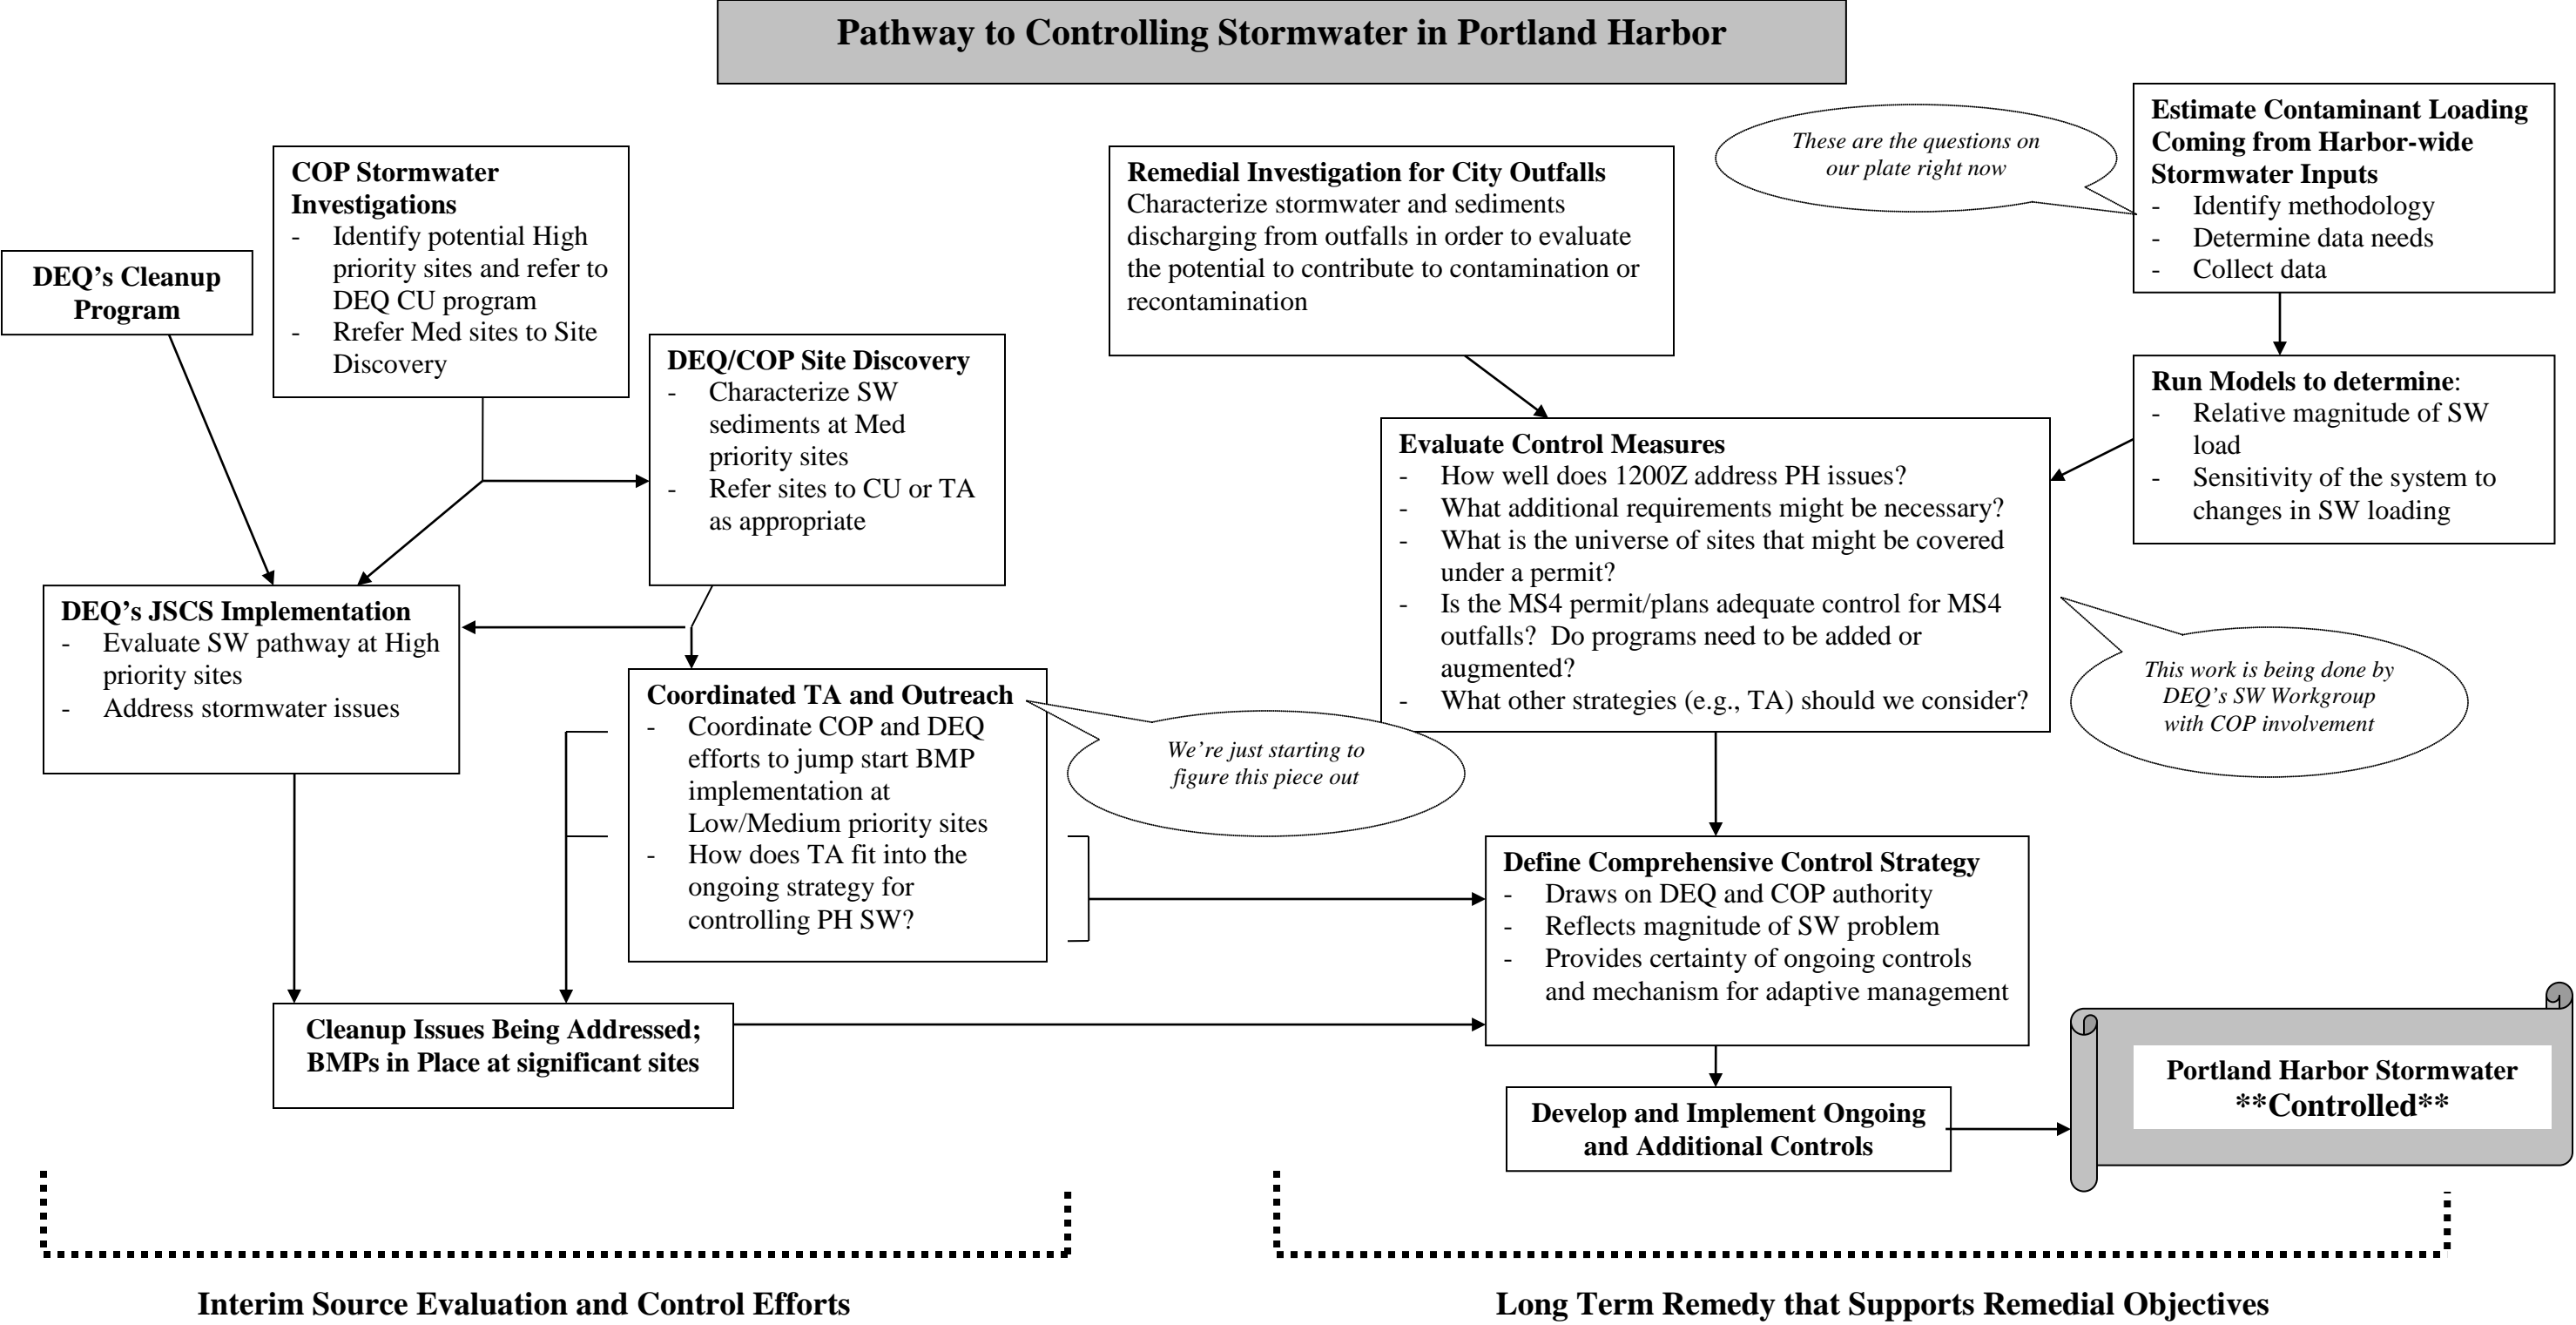 Pathway to Controlling Stormwater in Portland Harbor
DEQ’s Cleanup
Program
COP Stormwater
Investigations
- Identify potential High
priority sites and refer to
DEQ CU program
- Rrefer Med sites to Site
Discovery
DEQ/COP Site Discovery
- Characterize SW
sediments at Med
priority sites
- Refer sites to CU or TA
as appropriate
DEQ’s JSCS Implementation
- Evaluate SW pathway at High
priority sites
- Address stormwater issues
Coordinated TA and Outreach
- Coordinate COP and DEQ
efforts to jump start BMP
implementation at
Low/Medium priority sites
- How does TA fit into the
ongoing strategy for
controlling PH SW?
We’re just starting to
figure this piece out
Cleanup Issues Being Addressed;
BMPs in Place at significant sites
Remedial Investigation for City Outfalls
Characterize stormwater and sediments
discharging from outfalls in order to evaluate
the potential to contribute to contamination or
recontamination
These are the questions on
our plate right now
Estimate Contaminant Loading
Coming from Harbor-wide
Stormwater Inputs
- Identify methodology
- Determine data needs
- Collect data
Run Models to determine:
- Relative magnitude of SW
load
- Sensitivity of the system to
changes in SW loading
Evaluate Control Measures
- How well does 1200Z address PH issues?
- What additional requirements might be necessary?
- What is the universe of sites that might be covered
under a permit?
- Is the MS4 permit/plans adequate control for MS4
outfalls? Do programs need to be added or
augmented?
- What other strategies (e.g., TA) should we consider?
This work is being done by
DEQ’s SW Workgroup
with COP involvement
Define Comprehensive Control Strategy
- Draws on DEQ and COP authority
- Reflects magnitude of SW problem
- Provides certainty of ongoing controls
and mechanism for adaptive management
Develop and Implement Ongoing
and Additional Controls
Portland Harbor Stormwater
**Controlled**
Interim Source Evaluation and Control Efforts
Long Term Remedy that Supports Remedial Objectives